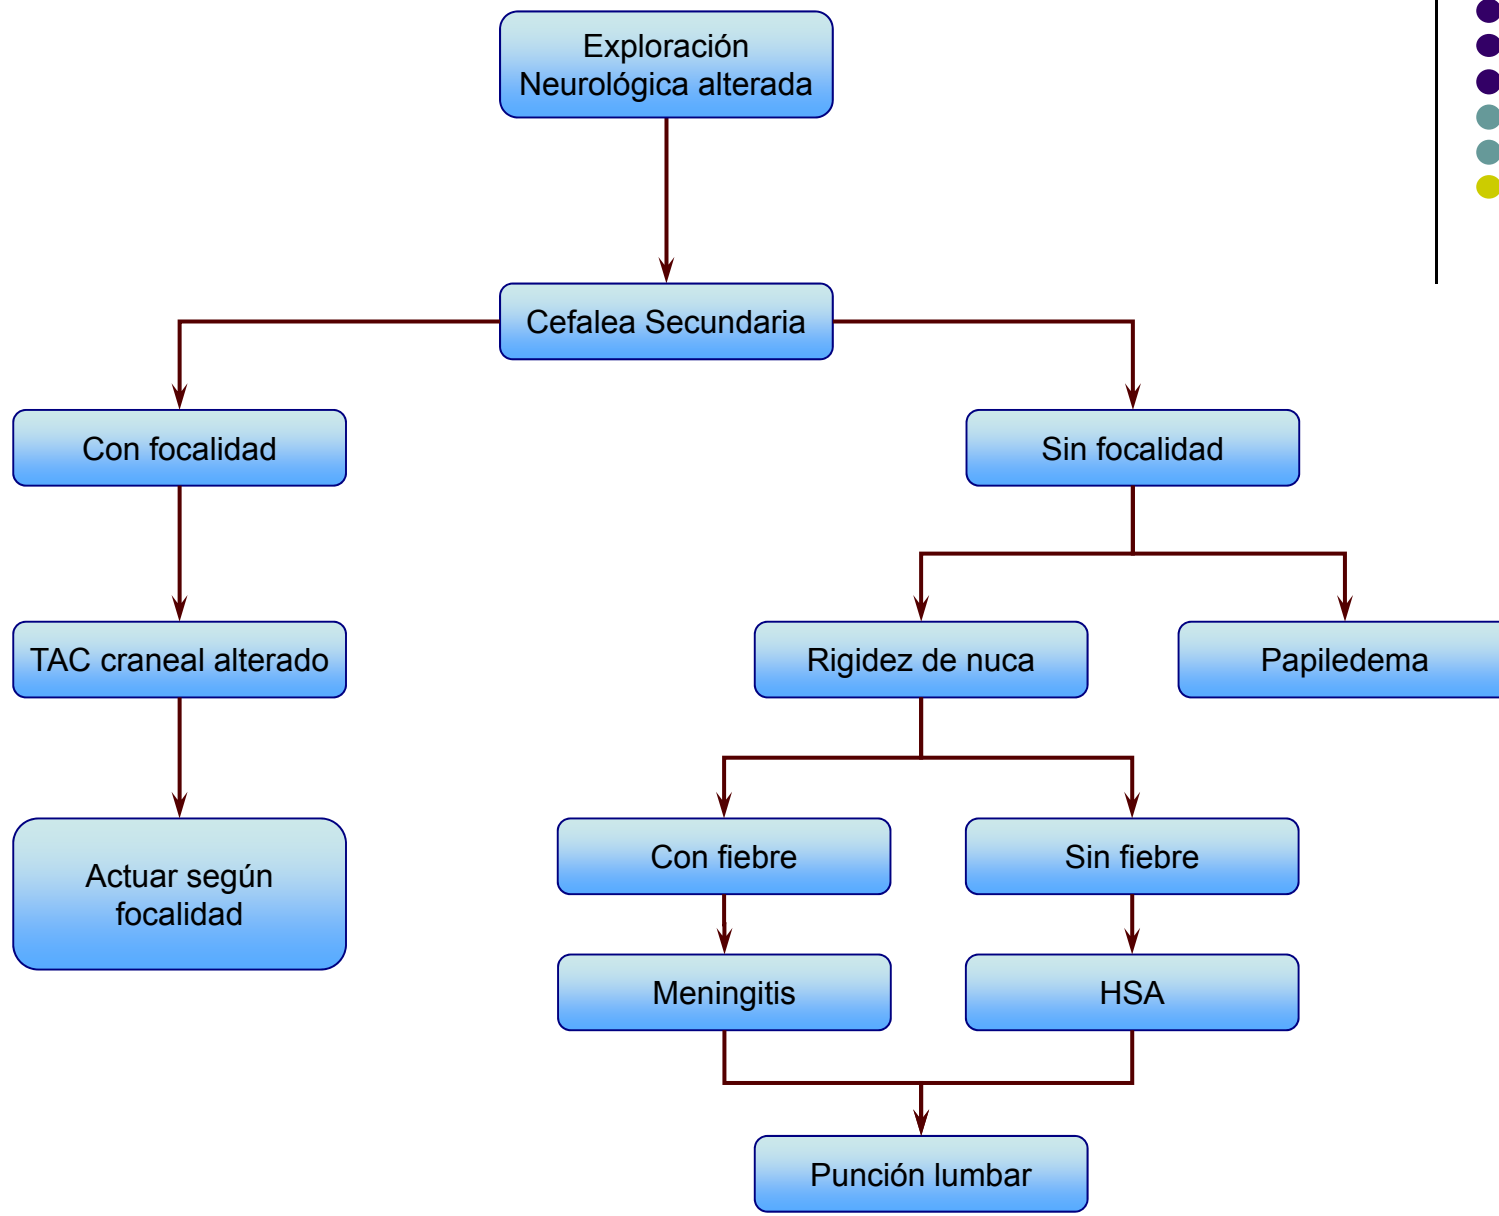 Exploración
Neurológica alterada
Cefalea Secundaria
Con focalidad
Sin focalidad
TAC craneal alterado
Rigidez de nuca
Papiledema
Actuar según
focalidad
Con fiebre
Sin fiebre
Meningitis
HSA
Punción lumbar